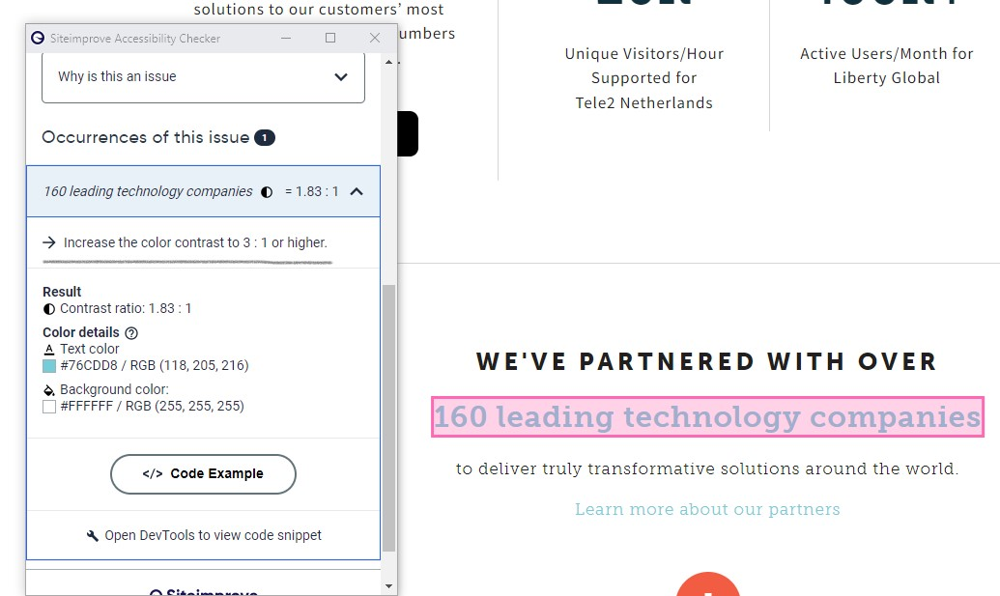 solutions to our customers’ most
umbers
Siteimprove Accessibility Checker
Why is this an issue
Occurrences of this issue 1
160 leading technology companies = 1.83 : 1
Increase the color contrast to 3 : 1 or higher.
Result
Contrast ratio: 1.83 : 1
Color details
Text color
#76CDD8 / RGB (118, 205, 216)
Background color:
#FFFFFF / RGB (255, 255, 255)
</> Code Example
Open DevTools to view code snippet
Siteimprove
Unique Visitors/Hour
Supported for
Tele2 Netherlands
Active Users/Month for
Liberty Global
WE'VE PARTNERED WITH OVER
160 leading technology companies
to deliver truly transformative solutions around the world.
Learn more about our partners